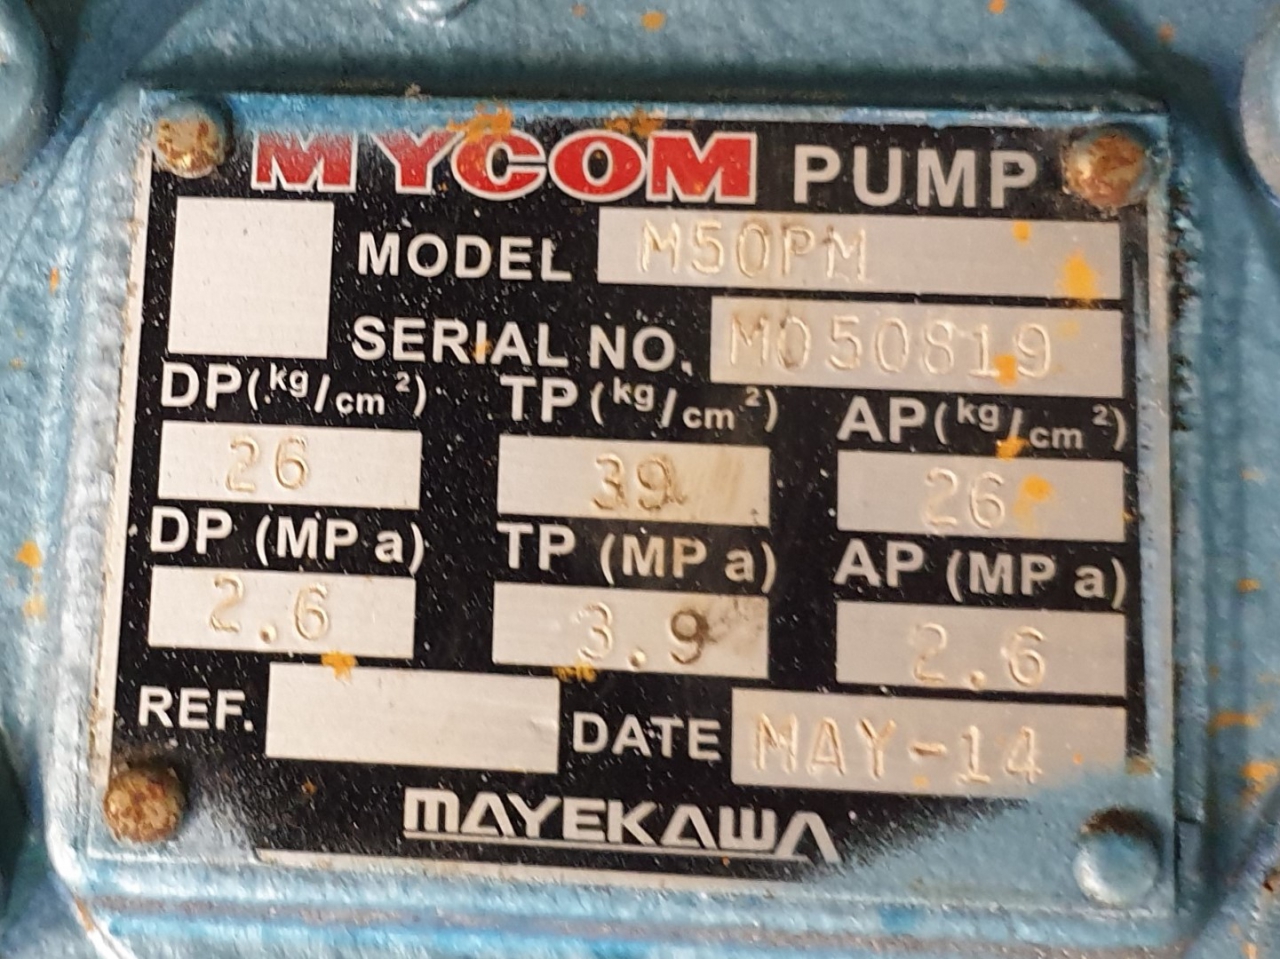 MYCOM PUMP
MODEL M50PM
SERIAL NO. M050819
DP(kg/cm²) TP(kg/cm²) AP(kg/cm²)
26 39 26
DP (MPa) TP (MPa) AP (MPa)
2.6 3.9 2.6
REF. DATE MAY-14
MAYEKAWA